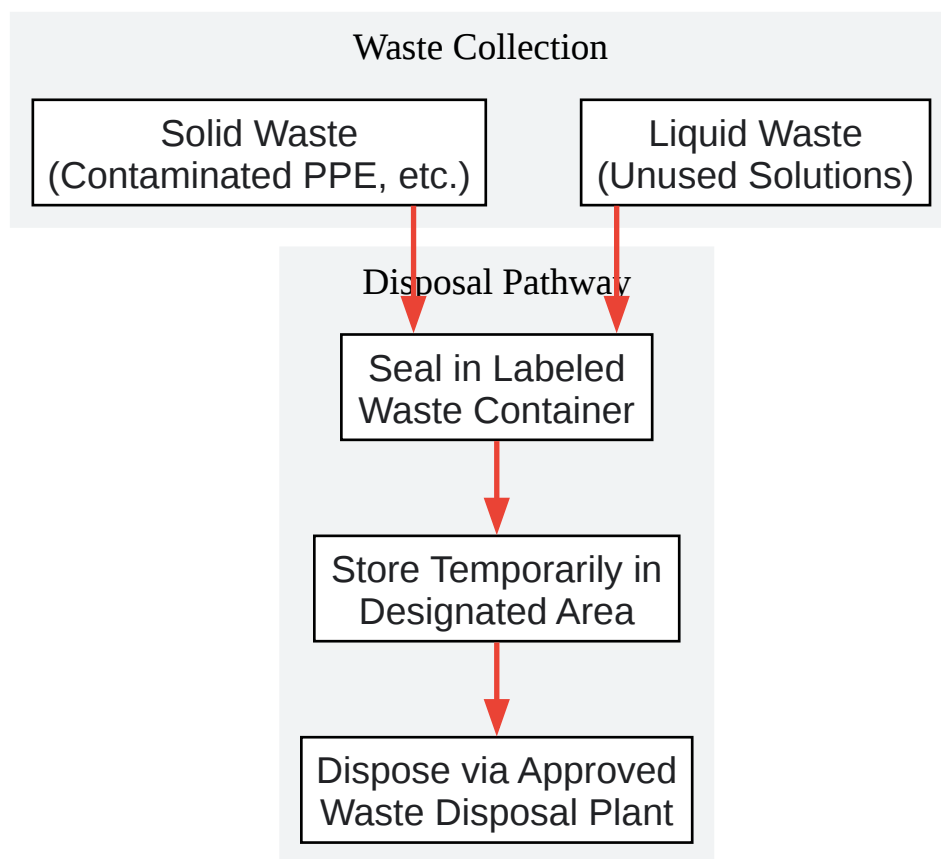 Waste Collection
Solid Waste
(Contaminated PPE, etc.)
Liquid Waste
(Unused Solutions)
Disposal Pathway
Seal in Labeled
Waste Container
Store Temporarily in
Designated Area
Dispose via Approved
Waste Disposal Plant